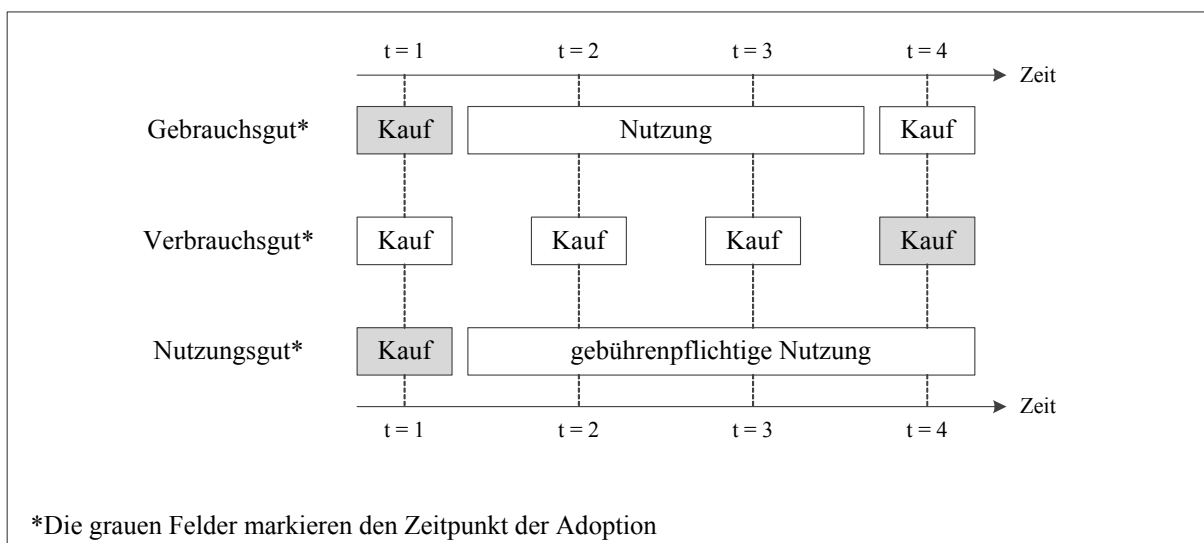 t = 1 t = 2 t = 3 t = 4
Zeit
Gebrauchsgut* Kauf Nutzung Kauf
Verbrauchsgut* Kauf Kauf Kauf Kauf
Nutzungsgut* Kauf gebührenpflichtige Nutzung
Zeit
t = 1 t = 2 t = 3 t = 4
*Die grauen Felder markieren den Zeitpunkt der Adoption